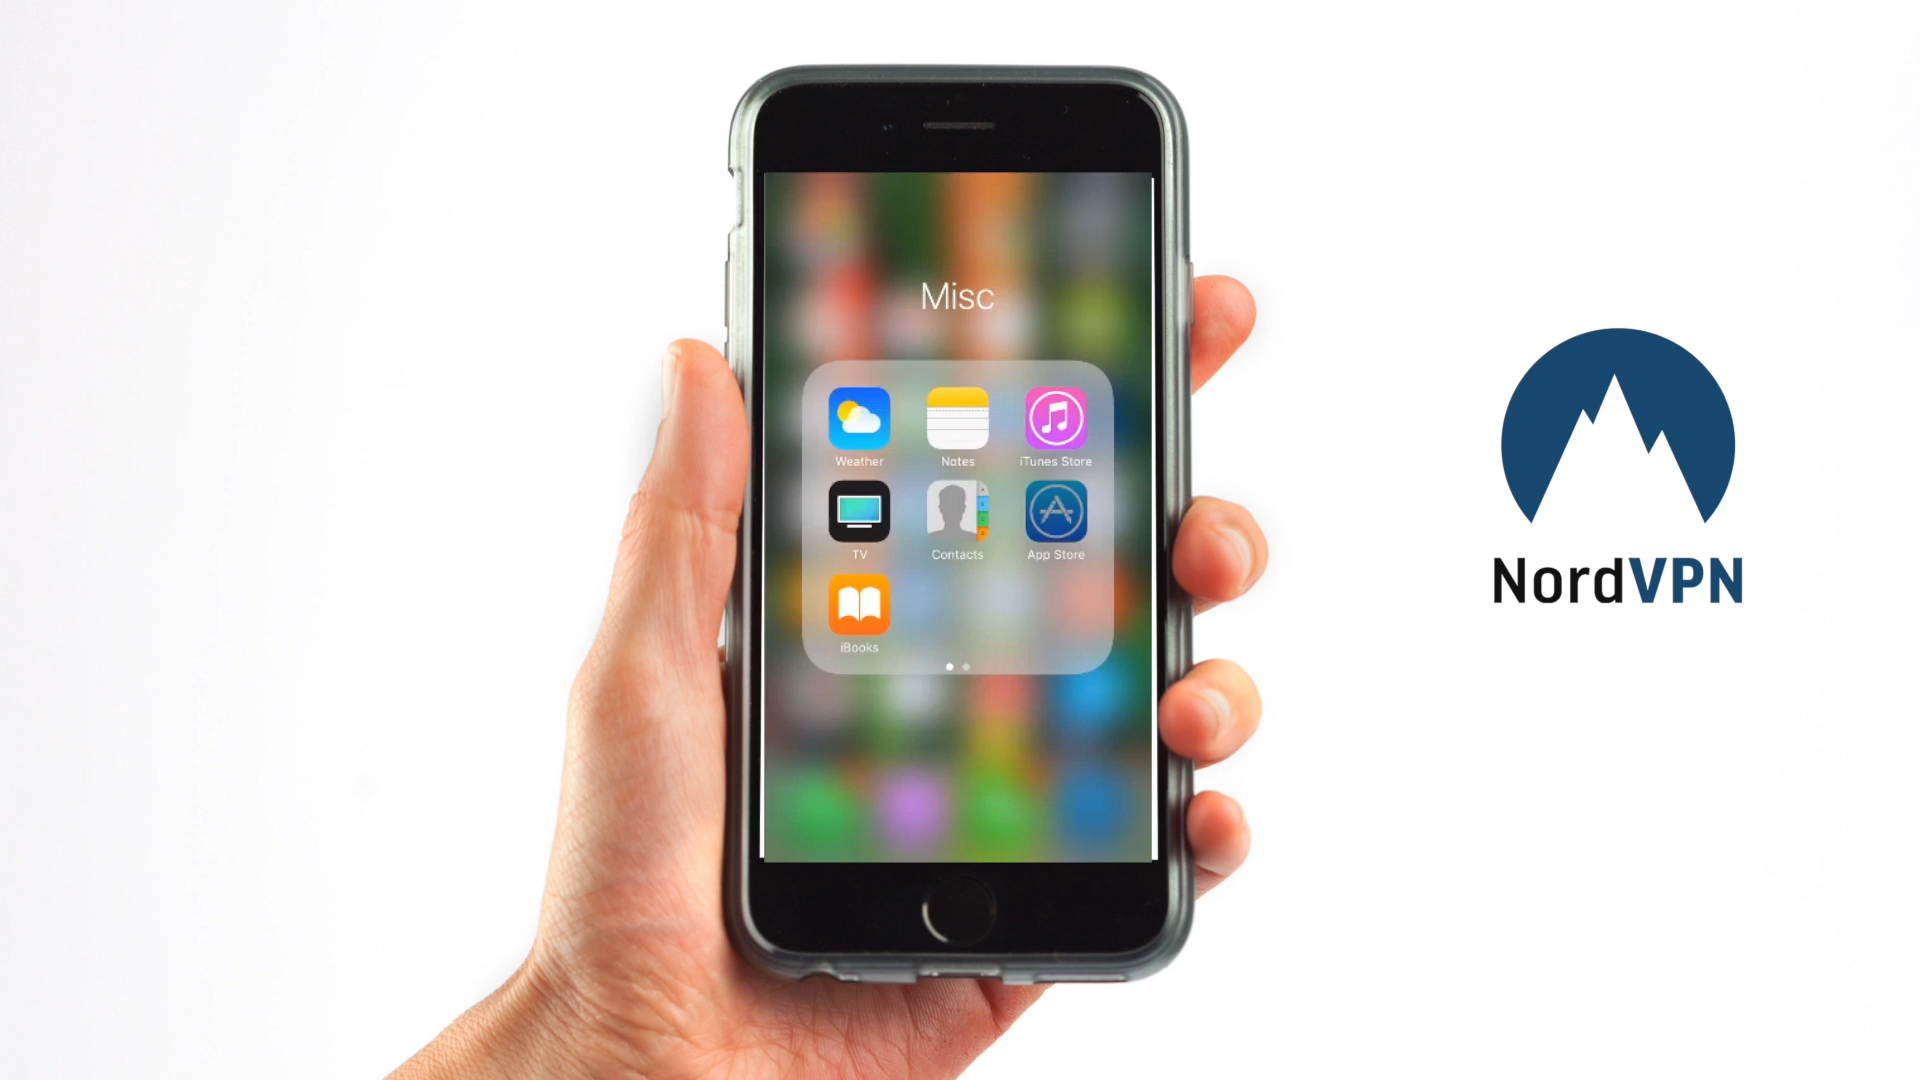 Misc
Weather
Notes
iTunes Store
TV
Contacts
App Store
iBooks
NordVPN